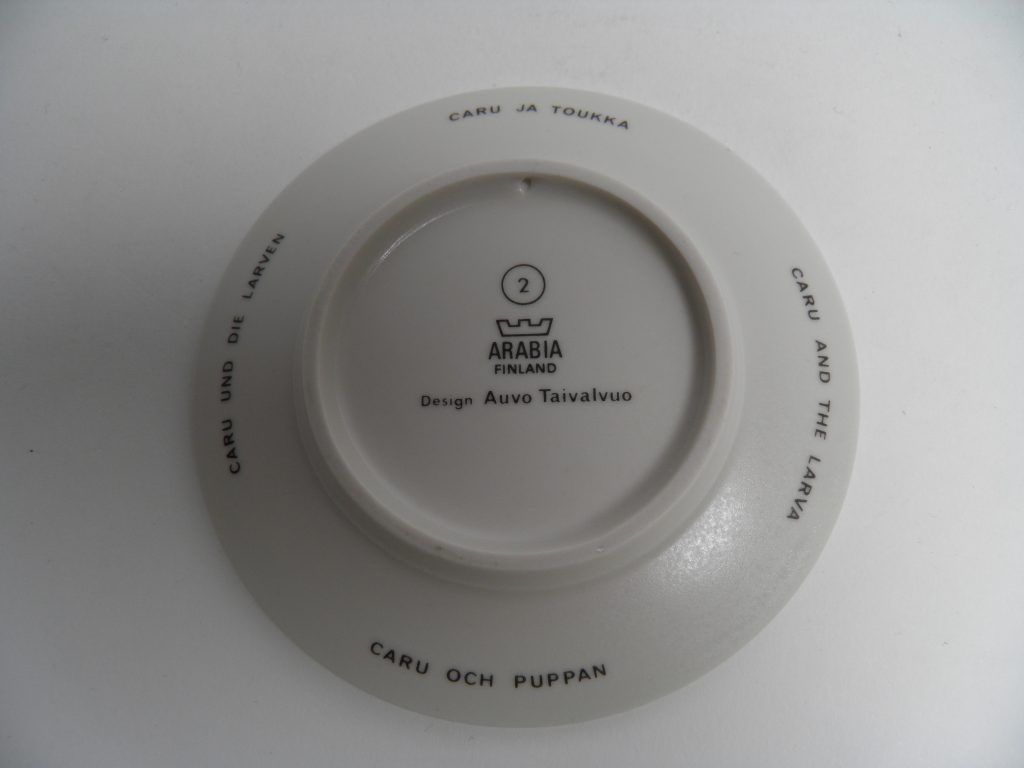 CARU JA TOUKKA
CARU AND THE LARVA
CARU OCH PUPPAN
CARU UND DIE LARVEN
2
ARABIA
FINLAND
Design Auvo Taivalvuo